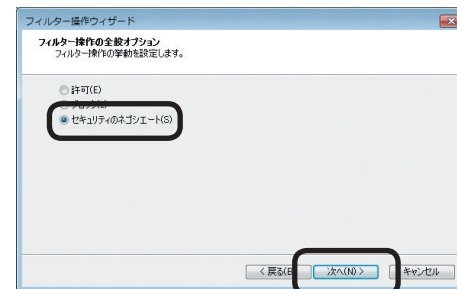 フィルター操作ウィザード
フィルター操作の全般オプション
フィルター操作の挙動を設定します。
許可(E)
セキュリティのネゴシエート(S)
< 戻る(B 次へ(N) > キャンセル